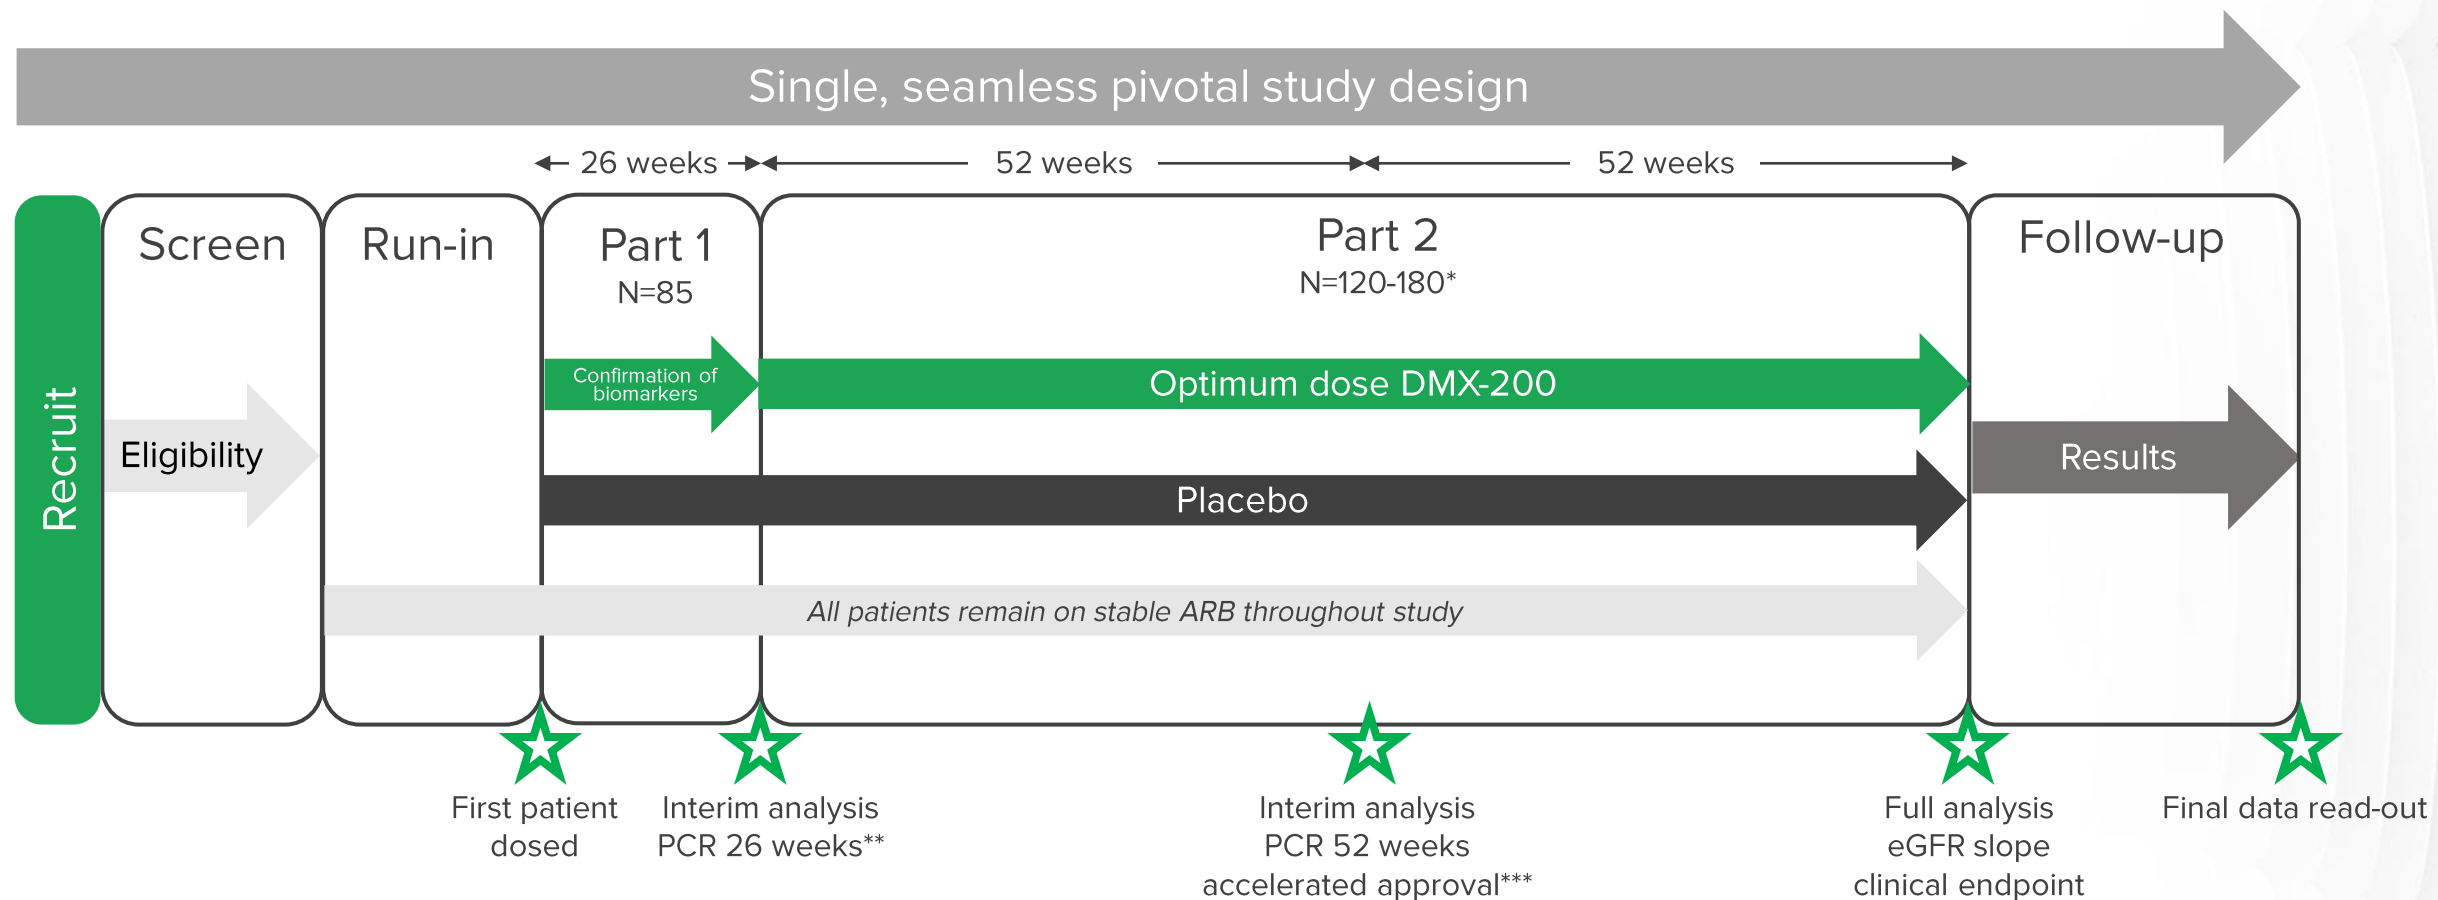 Single, seamless pivotal study design
26 weeks
52 weeks
52 weeks
Recruit
Screen
Eligibility
Run-in
Part 1
N=85
Confirmation of
biomarkers
Part 2
N=120-180*
Optimum dose DMX-200
Placebo
All patients remain on stable ARB throughout study
Follow-up
Results
First patient
dosed
Interim analysis
PCR 26 weeks**
Interim analysis
PCR 52 weeks
accelerated approval***
Full analysis
eGFR slope
clinical endpoint
Final data read-out